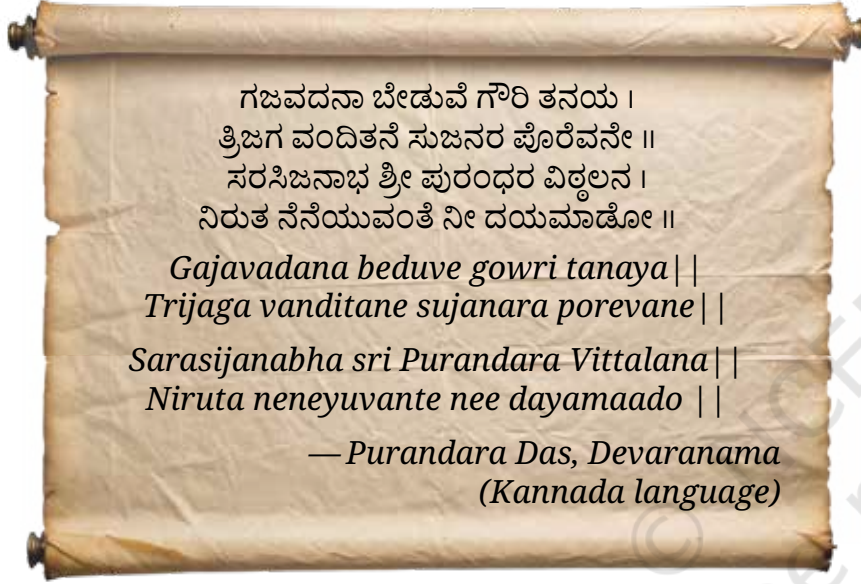 ಗಜವದನಾ ಬೇಡುವೆ ಗೌರಿ ತನಯ ।
ತ್ರಿಜಗ ವಂದಿತನೆ ಸುಜನರ ಪೊರೆವನೇ ॥
ಸರಸಿಜನಾಭ ಶ್ರೀ ಪುರಂಧರ ವಿಠ್ಠಲನ ।
ನಿರುತ ನೆನೆಯುವಂತೆ ನೀ ದಯಮಾಡೋ ॥
Gajavadana beduve gowri tanaya||
Trijaga vanditane sujanara porevane||
Sarasijanabha sri Purandara Vittalana||
Niruta neneyuvante nee dayamaado ||
— Purandara Das, Devaranama
(Kannada language)